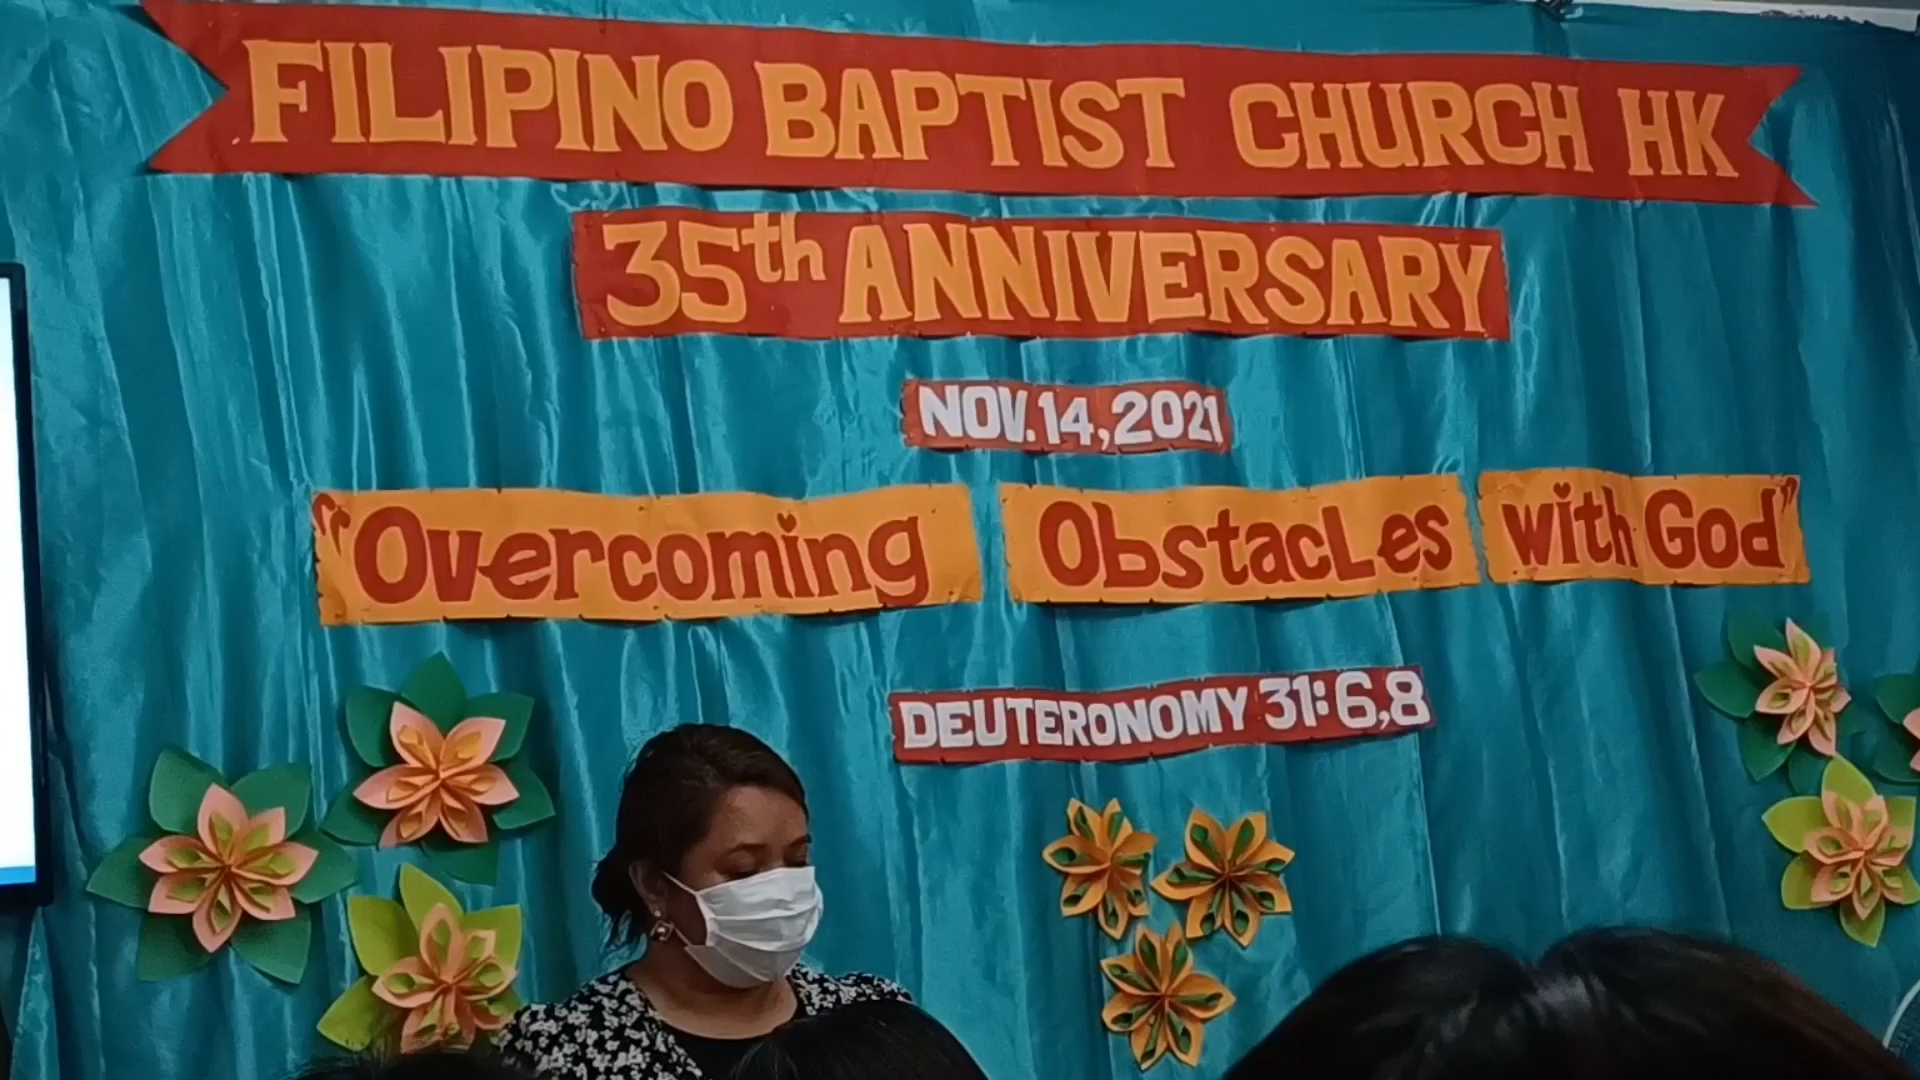 FILIPINO BAPTIST CHURCH HK
35th ANNIVERSARY
NOV. 14, 2021
"Overcoming Obstacles with God"
DEUTERONOMY 31:6,8